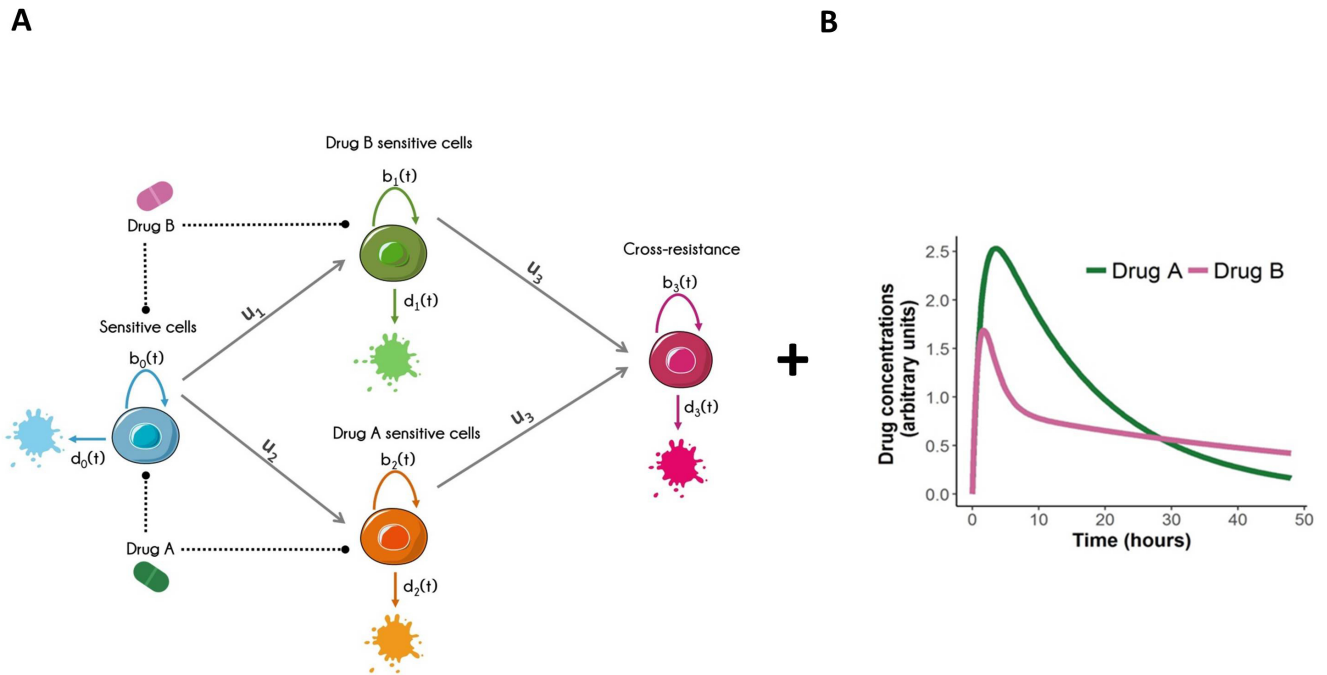 A
B
Drug B sensitive cells
b1(t)
Drug B
d1(t)
u1
u3
Sensitive cells
b0(t)
d0(t)
u2
Drug A sensitive cells
b2(t)
u3
Drug A
d2(t)
Cross-resistance
b3(t)
d3(t)
+
Drug concentrations
(arbitrary units)
2.5
2.0
1.5
1.0
0.5
0.0
Drug A
Drug B
0 10 20 30 40 50
Time (hours)